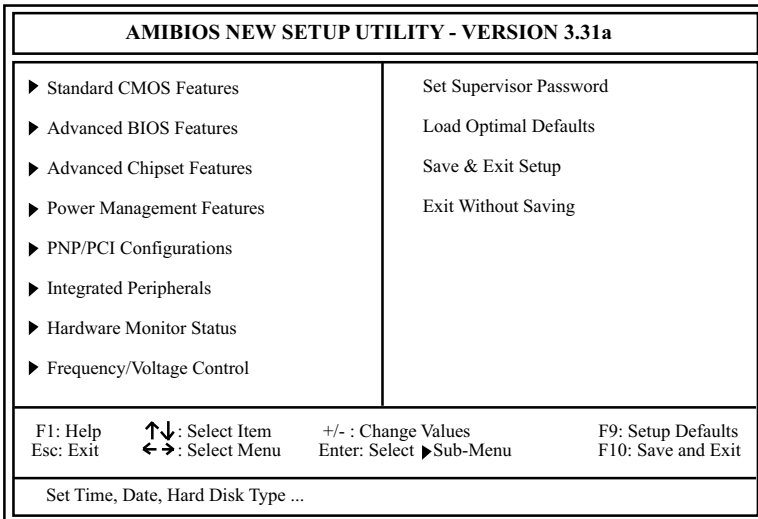 AMIBIOS NEW SETUP UTILITY - VERSION 3.31a
▶ Standard CMOS Features
▶ Advanced BIOS Features
▶ Advanced Chipset Features
▶ Power Management Features
▶ PNP/PCI Configurations
▶ Integrated Peripherals
▶ Hardware Monitor Status
▶ Frequency/Voltage Control
Set Supervisor Password
Load Optimal Defaults
Save & Exit Setup
Exit Without Saving
F1: Help ↑↓: Select Item +/- : Change Values F9: Setup Defaults
Esc: Exit ←→: Select Menu Enter: Select ▶Sub-Menu F10: Save and Exit
Set Time, Date, Hard Disk Type ...